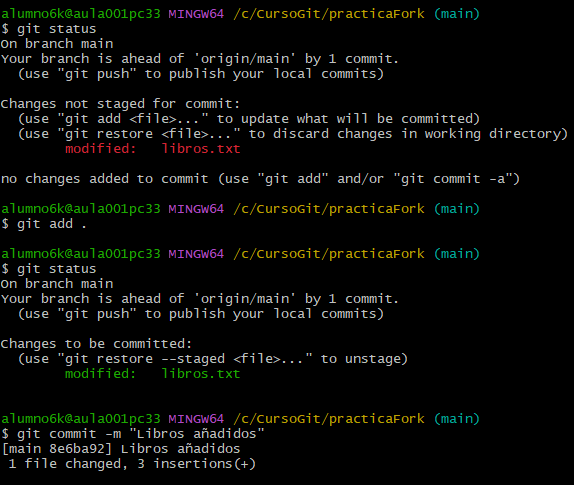 alumno6k@aula001pc33 MINGW64 /c/CursoGit/practicaFork (main)
$ git status
On branch main
Your branch is ahead of 'origin/main' by 1 commit.
  (use "git push" to publish your local commits)

Changes not staged for commit:
  (use "git add <file>..." to update what will be committed)
  (use "git restore <file>..." to discard changes in working directory)
        modified:   libros.txt

no changes added to commit (use "git add" and/or "git commit -a")

alumno6k@aula001pc33 MINGW64 /c/CursoGit/practicaFork (main)
$ git add .

alumno6k@aula001pc33 MINGW64 /c/CursoGit/practicaFork (main)
$ git status
On branch main
Your branch is ahead of 'origin/main' by 1 commit.
  (use "git push" to publish your local commits)

Changes to be committed:
  (use "git restore --staged <file>..." to unstage)
        modified:   libros.txt


alumno6k@aula001pc33 MINGW64 /c/CursoGit/practicaFork (main)
$ git commit -m "Libros añadidos"
[main 8e6ba92] Libros añadidos
 1 file changed, 3 insertions(+)